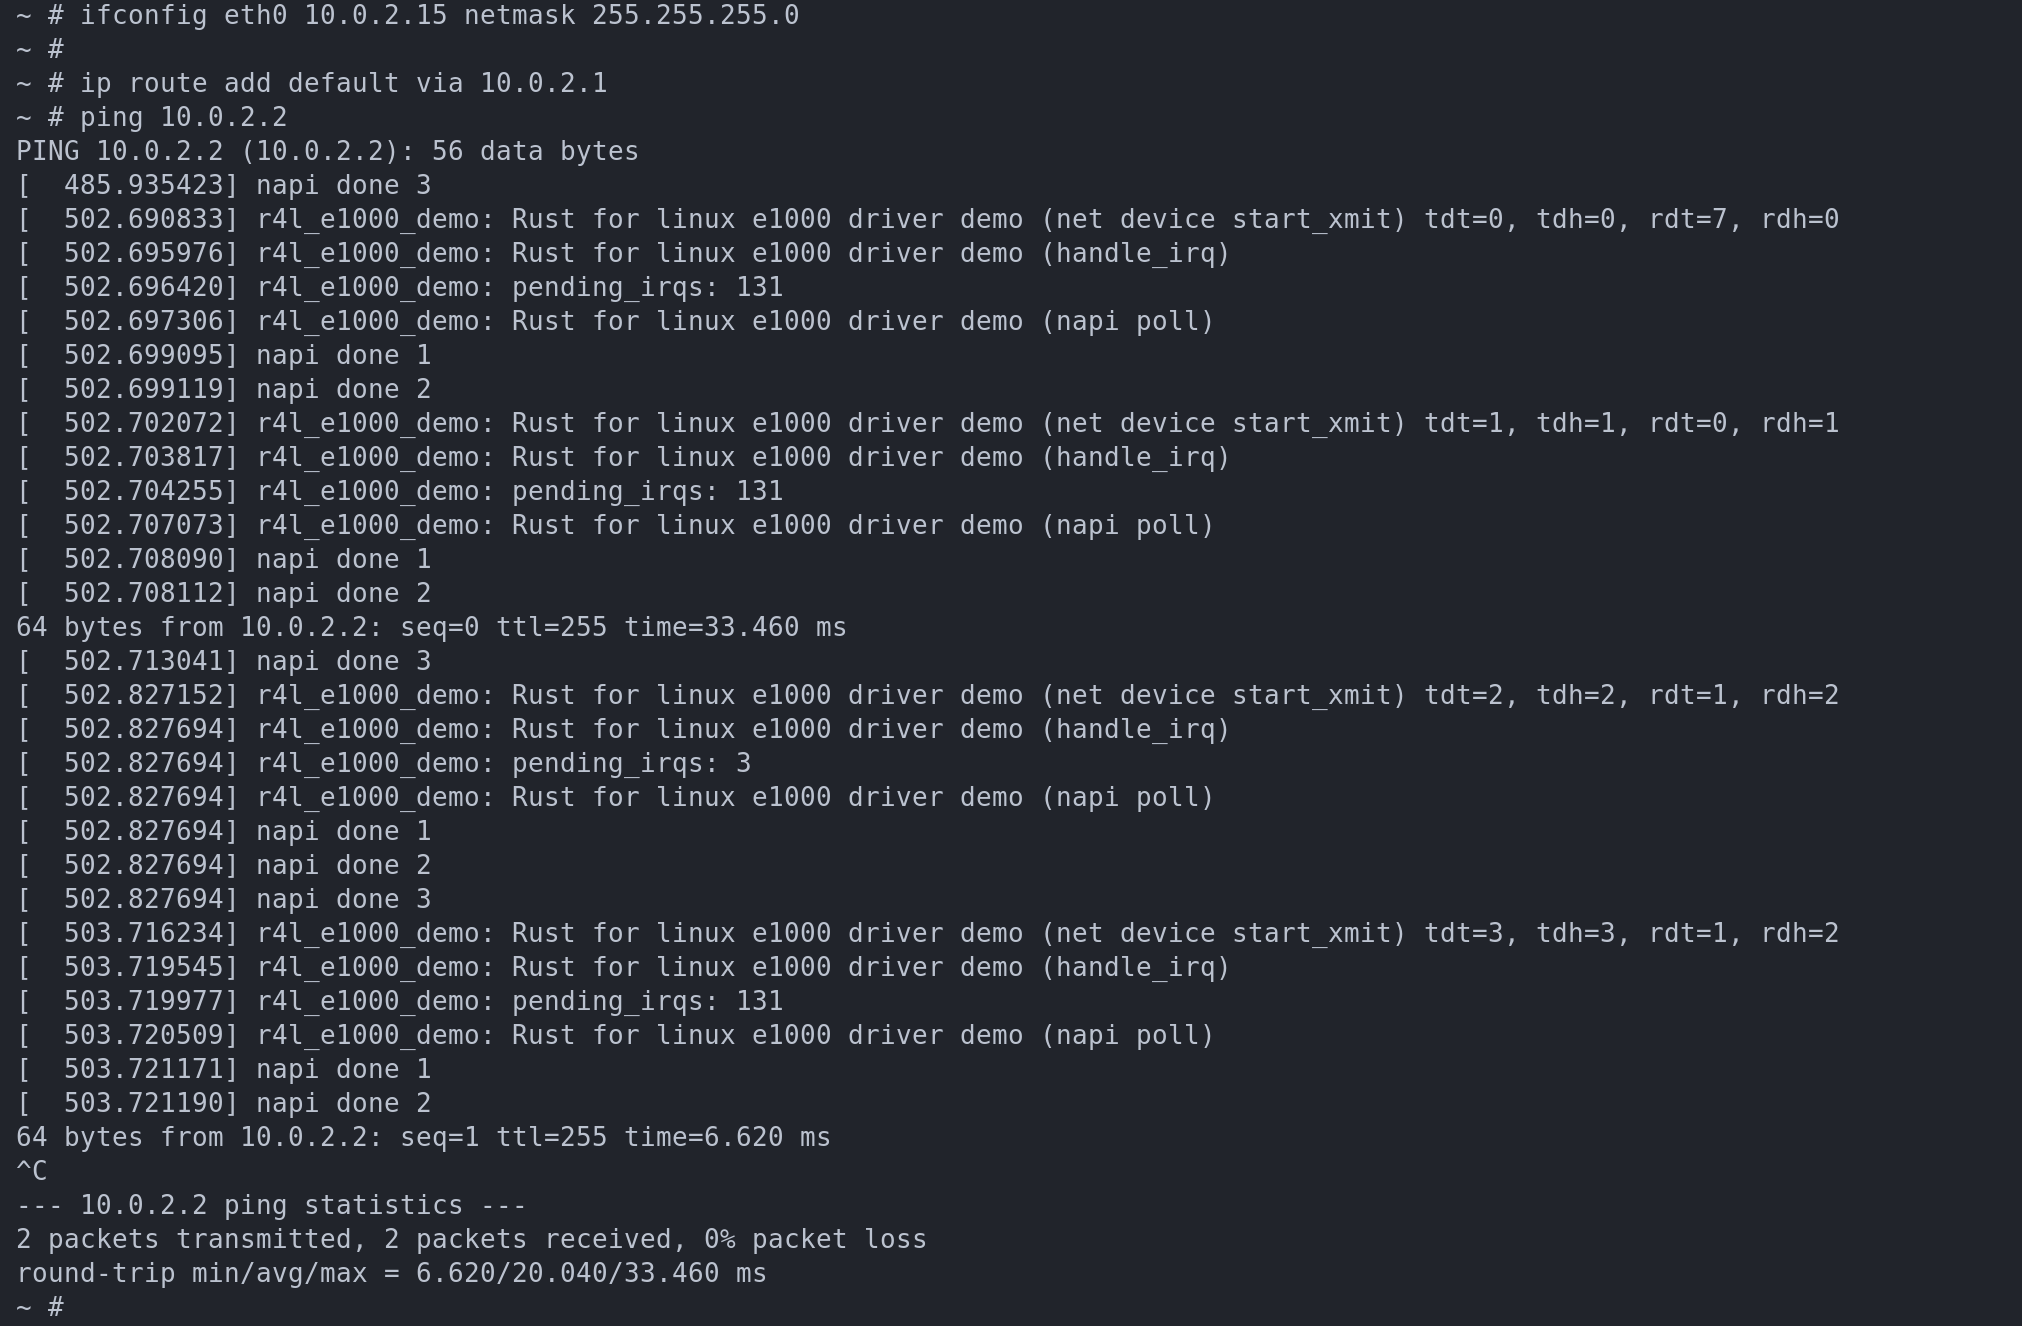 ~ # ifconfig eth0 10.0.2.15 netmask 255.255.255.0
~ #
~ # ip route add default via 10.0.2.1
~ # ping 10.0.2.2
PING 10.0.2.2 (10.0.2.2): 56 data bytes
[  485.935423] napi done 3
[  502.690833] r4l_e1000_demo: Rust for linux e1000 driver demo (net device start_xmit) tdt=0, tdh=0, rdt=7, rdh=0
[  502.695976] r4l_e1000_demo: Rust for linux e1000 driver demo (handle_irq)
[  502.696420] r4l_e1000_demo: pending_irqs: 131
[  502.697306] r4l_e1000_demo: Rust for linux e1000 driver demo (napi poll)
[  502.699095] napi done 1
[  502.699119] napi done 2
[  502.702072] r4l_e1000_demo: Rust for linux e1000 driver demo (net device start_xmit) tdt=1, tdh=1, rdt=0, rdh=1
[  502.703817] r4l_e1000_demo: Rust for linux e1000 driver demo (handle_irq)
[  502.704255] r4l_e1000_demo: pending_irqs: 131
[  502.707073] r4l_e1000_demo: Rust for linux e1000 driver demo (napi poll)
[  502.708090] napi done 1
[  502.708112] napi done 2
64 bytes from 10.0.2.2: seq=0 ttl=255 time=33.460 ms
[  502.713041] napi done 3
[  502.827152] r4l_e1000_demo: Rust for linux e1000 driver demo (net device start_xmit) tdt=2, tdh=2, rdt=1, rdh=2
[  502.827694] r4l_e1000_demo: Rust for linux e1000 driver demo (handle_irq)
[  502.827694] r4l_e1000_demo: pending_irqs: 3
[  502.827694] r4l_e1000_demo: Rust for linux e1000 driver demo (napi poll)
[  502.827694] napi done 1
[  502.827694] napi done 2
[  502.827694] napi done 3
[  503.716234] r4l_e1000_demo: Rust for linux e1000 driver demo (net device start_xmit) tdt=3, tdh=3, rdt=1, rdh=2
[  503.719545] r4l_e1000_demo: Rust for linux e1000 driver demo (handle_irq)
[  503.719977] r4l_e1000_demo: pending_irqs: 131
[  503.720509] r4l_e1000_demo: Rust for linux e1000 driver demo (napi poll)
[  503.721171] napi done 1
[  503.721190] napi done 2
64 bytes from 10.0.2.2: seq=1 ttl=255 time=6.620 ms
^C
--- 10.0.2.2 ping statistics ---
2 packets transmitted, 2 packets received, 0% packet loss
round-trip min/avg/max = 6.620/20.040/33.460 ms
~ #